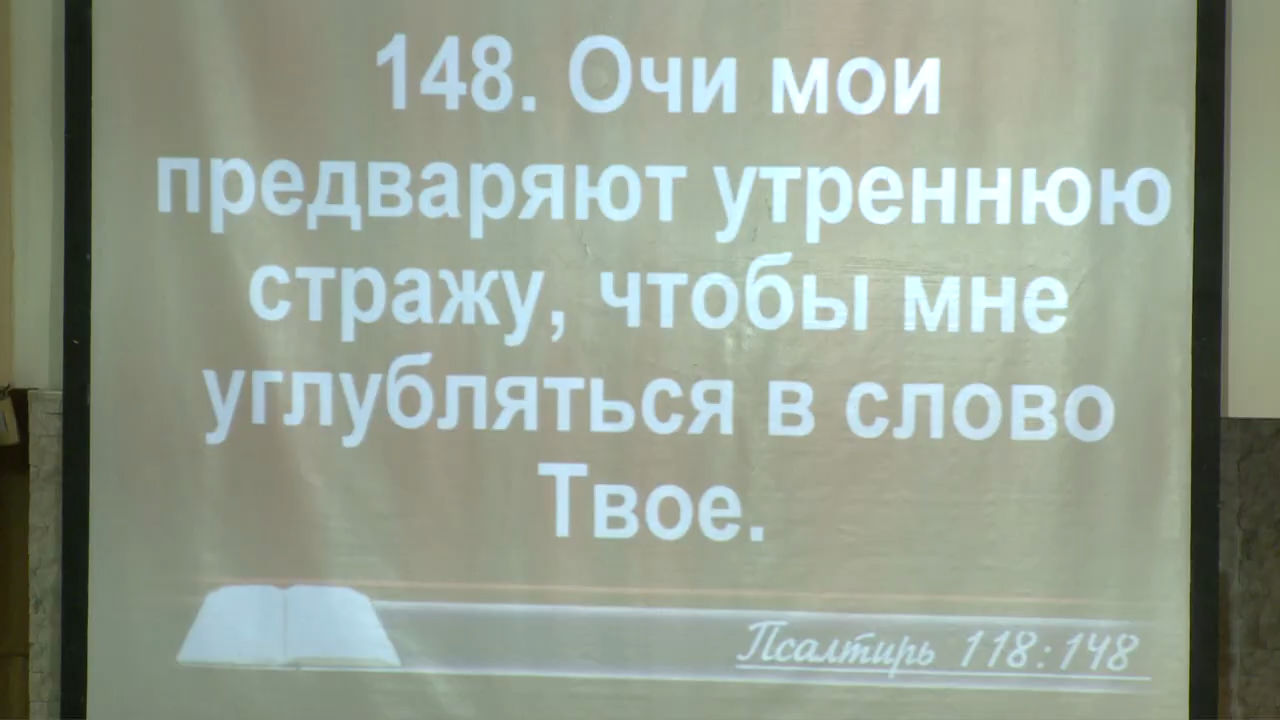 148. Очи мои
предваряют утреннюю
стражу, чтобы мне
углубляться в слово
Твое.
Псалтирь 118:148